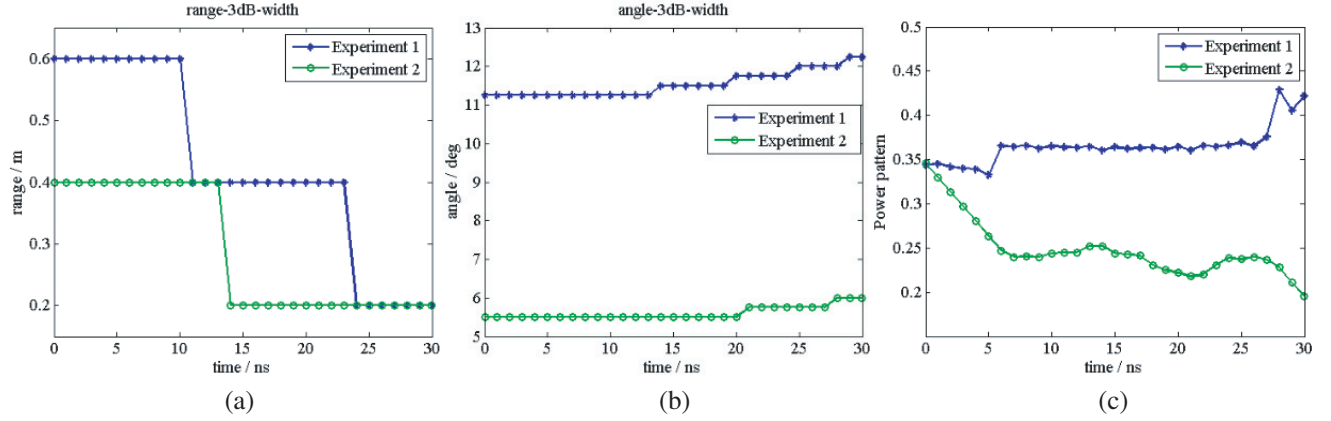 range-3dB-width
0.6
0.5
0.4
0.3
0.2
range / m
Experiment 1
Experiment 2
0 5 10 15 20 25 30
time / ns
(a)
angle-3dB-width
13
12
11
10
9
8
7
6
5
angle / deg
Experiment 1
Experiment 2
0 5 10 15 20 25 30
time / ns
(b)
0.5
0.45
0.4
0.35
0.3
0.25
0.2
Power pattern
Experiment 1
Experiment 2
0 5 10 15 20 25 30
time / ns
(c)